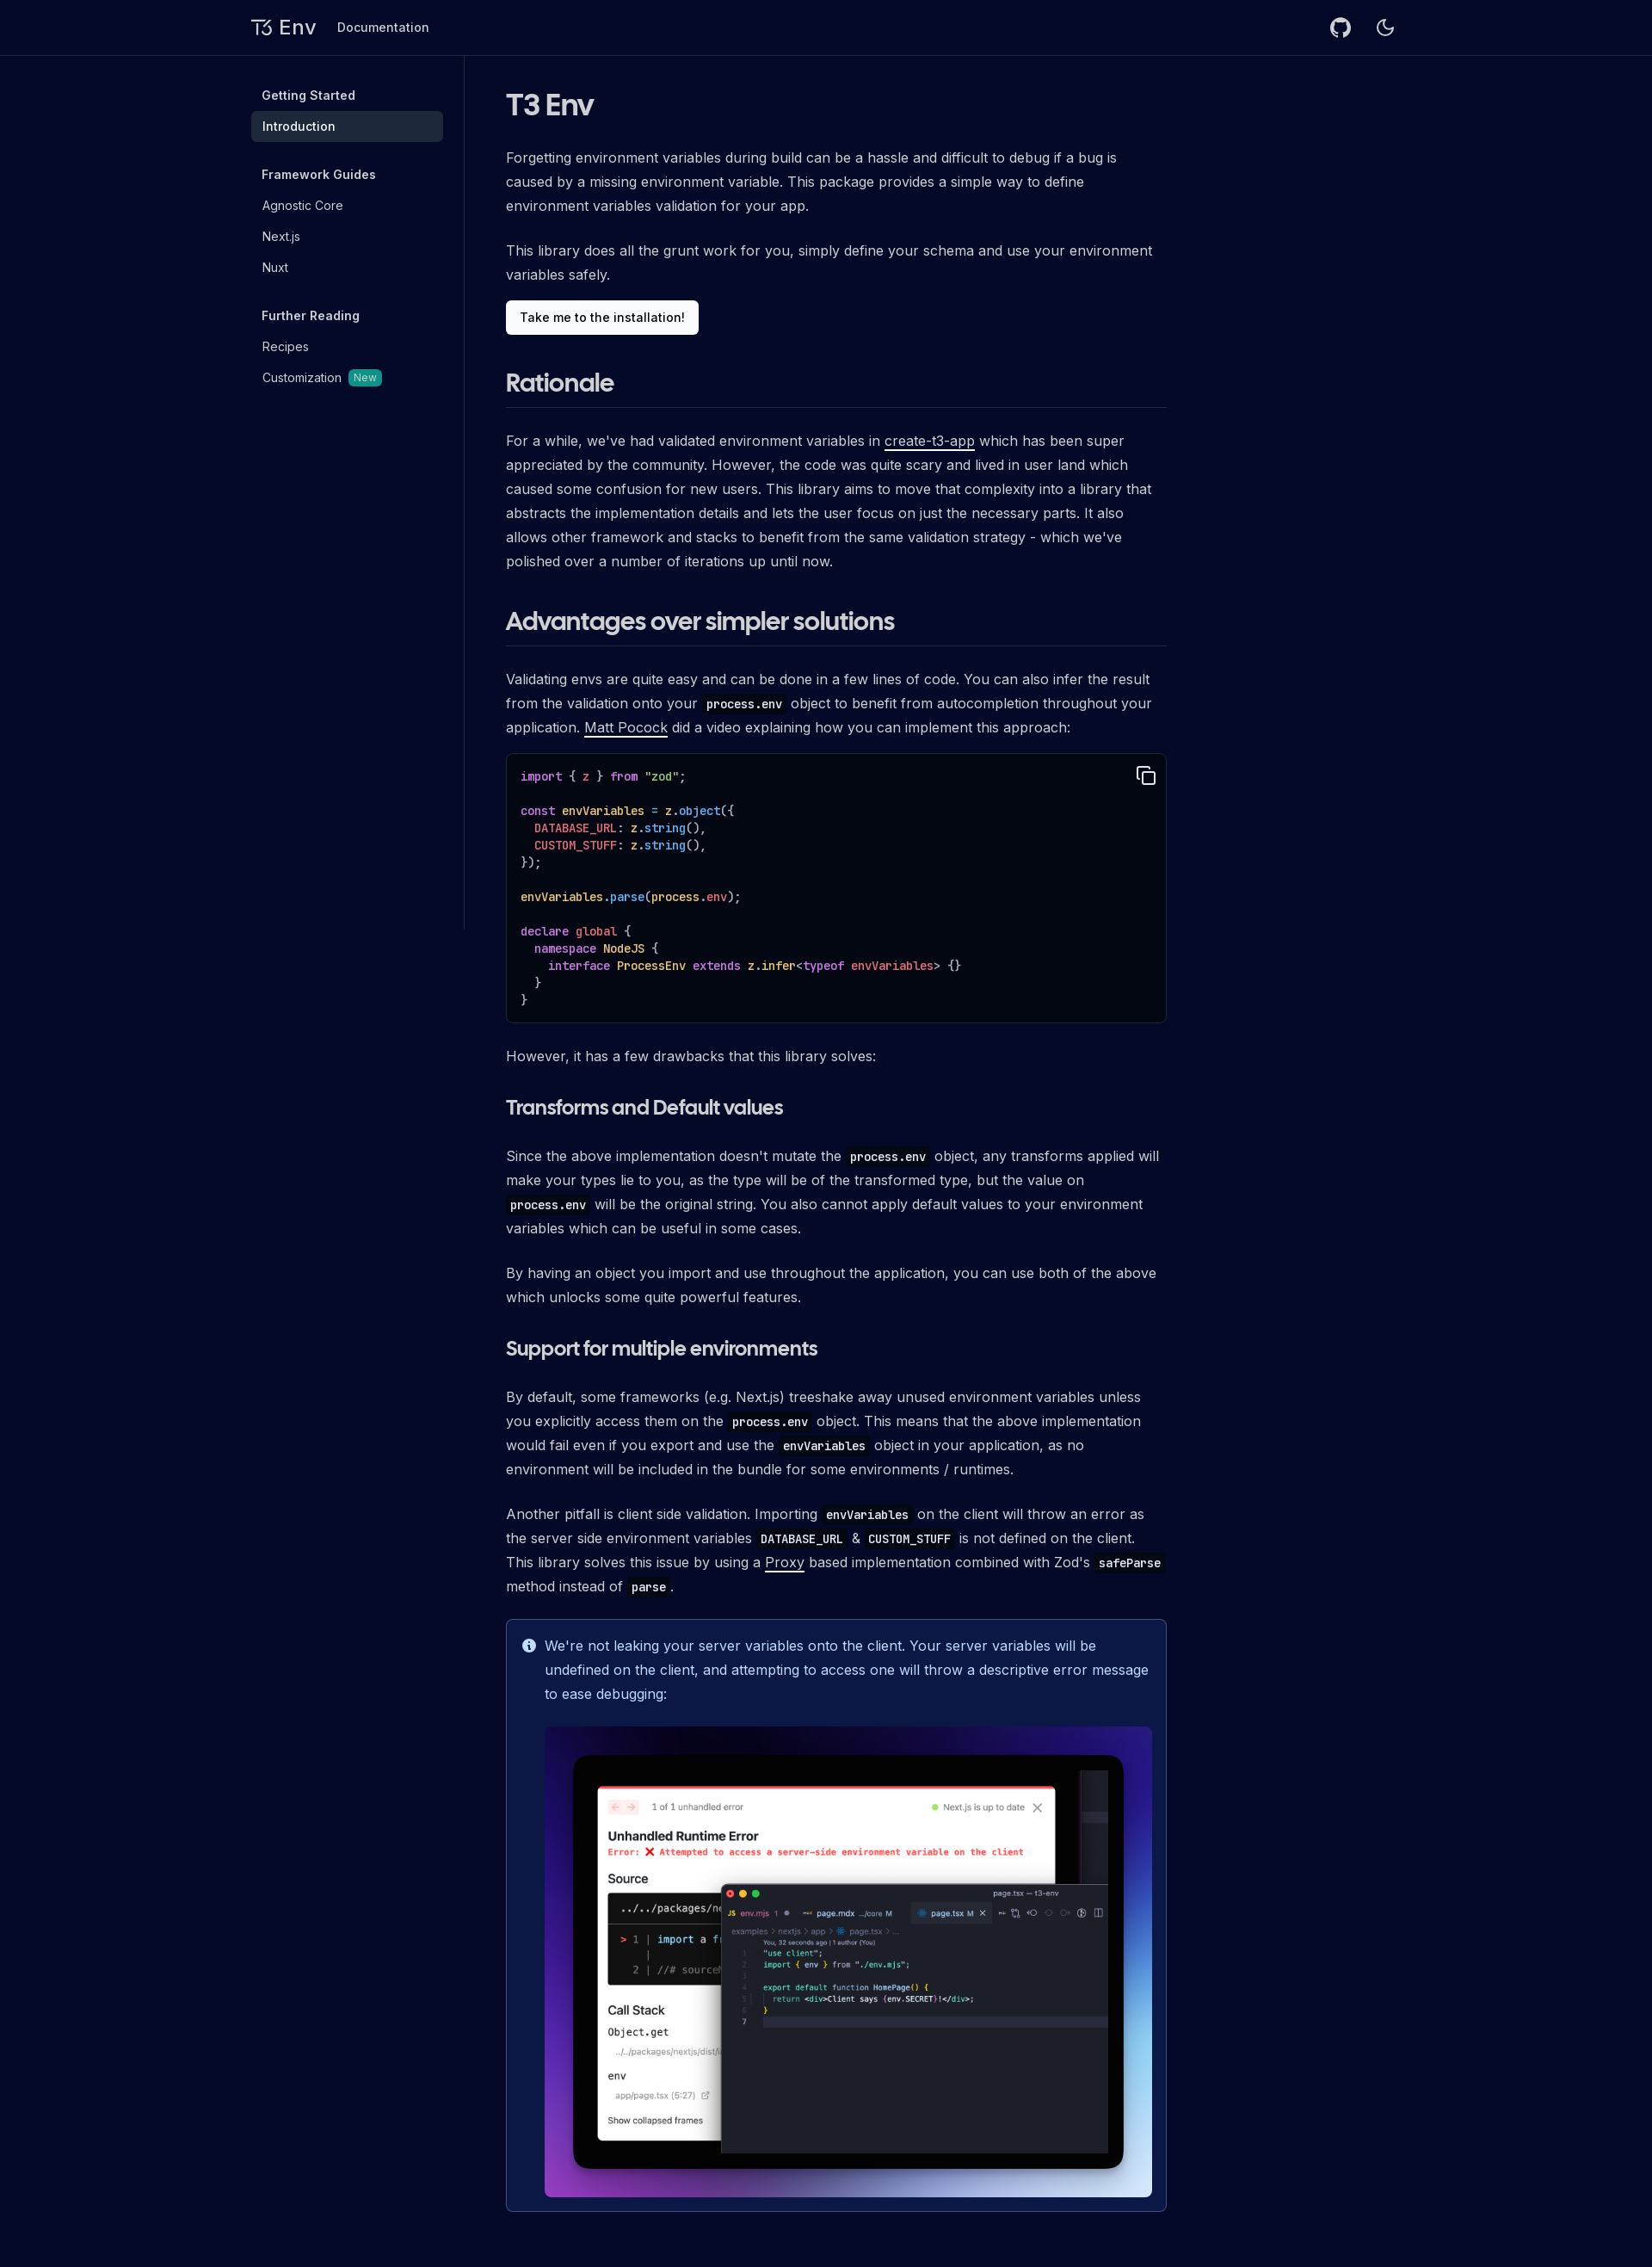 T3 Env
Documentation
Getting Started
Introduction
Framework Guides
Agnostic Core
Next.js
Nuxt
Further Reading
Recipes
Customization New
T3 Env
Forgetting environment variables during build can be a hassle and difficult to debug if a bug is
caused by a missing environment variable. This package provides a simple way to define
environment variables validation for your app.
This library does all the grunt work for you, simply define your schema and use your environment
variables safely.
Take me to the installation!
Rationale
For a while, we've had validated environment variables in create-t3-app which has been super
appreciated by the community. However, the code was quite scary and lived in user land which
caused some confusion for new users. This library aims to move that complexity into a library that
abstracts the implementation details and lets the user focus on just the necessary parts. It also
allows other framework and stacks to benefit from the same validation strategy - which we've
polished over a number of iterations up until now.
Advantages over simpler solutions
Validating envs are quite easy and can be done in a few lines of code. You can also infer the result
from the validation onto your process.env object to benefit from autocompletion throughout your
application. Matt Pocock did a video explaining how you can implement this approach:
import { z } from "zod";
const envVariables = z.object({
DATABASE_URL: z.string(),
CUSTOM_STUFF: z.string(),
});
envVariables.parse(process.env);
declare global {
namespace NodeJS {
interface ProcessEnv extends z.infer<typeof envVariables> {}
}
}
However, it has a few drawbacks that this library solves:
Transforms and Default values
Since the above implementation doesn't mutate the process.env object, any transforms applied will
make your types lie to you, as the type will be of the transformed type, but the value on
process.env will be the original string. You also cannot apply default values to your environment
variables which can be useful in some cases.
By having an object you import and use throughout the application, you can use both of the above
which unlocks some quite powerful features.
Support for multiple environments
By default, some frameworks (e.g. Next.js) treeshake away unused environment variables unless
you explicitly access them on the process.env object. This means that the above implementation
would fail even if you export and use the envVariables object in your application, as no
environment will be included in the bundle for some environments / runtimes.
Another pitfall is client side validation. Importing envVariables on the client will throw an error as
the server side environment variables DATABASE_URL & CUSTOM_STUFF is not defined on the client.
This library solves this issue by using a Proxy based implementation combined with Zod's safeParse
method instead of parse.
We're not leaking your server variables onto the client. Your server variables will be
undefined on the client, and attempting to access one will throw a descriptive error message
to ease debugging:
1 of 1 unhandled error
Next.js is up to date
Unhandled Runtime Error
Error: ❌ Attempted to access a server-side environment variable on the client
Source
../../packages/ne
> 1 | import a fr
|
2 | //# sourceM
Call Stack
Object.get
../../packages/nextjs/dist/i
env
app/page.tsx (5:27)
Show collapsed frames
page.tsx — t3-env
JS env.mjs 1
page.mdx .../core M
page.tsx M
examples > nextjs > app > page.tsx > ...
You, 32 seconds ago | 1 author (You)
1 "use client";
2 import { env } from "./env.mjs";
3
4 export default function HomePage() {
5 return <div>Client says {env.SECRET}!</div>;
6 }
7